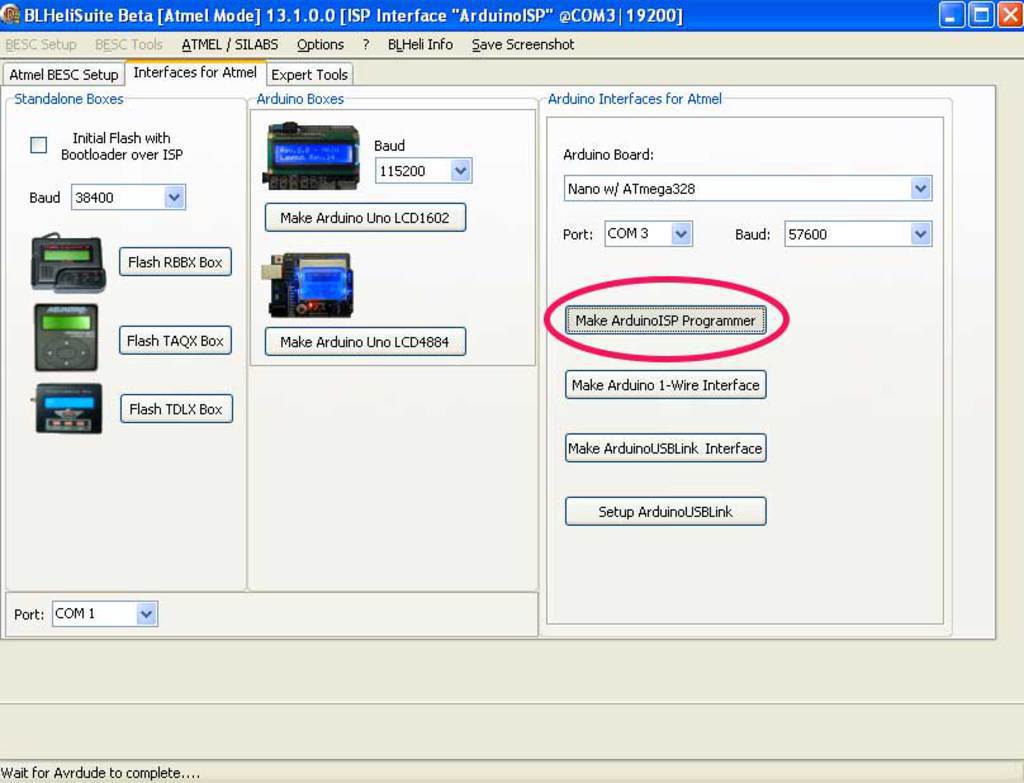 BLHeliSuite Beta [Atmel Mode] 13.1.0.0 [ISP Interface "ArduinoISP" @COM3| 19200]
BESC Setup BESC Tools ATMEL / SILABS Options ? BLHeli Info Save Screenshot
Atmel BESC Setup Interfaces for Atmel Expert Tools
Standalone Boxes
Initial Flash with
Bootloader over ISP
Baud 38400
Flash RBBX Box
Flash TAQX Box
Flash TDLX Box
Port: COM 1
Arduino Boxes
Baud
115200
Make Arduino Uno LCD1602
Make Arduino Uno LCD4884
Arduino Interfaces for Atmel
Arduino Board:
Nano w/ ATmega328
Port: COM 3 Baud: 57600
Make ArduinoISP Programmer
Make Arduino 1-Wire Interface
Make ArduinoUSBLink Interface
Setup ArduinoUSBLink
Wait for Avrdude to complete....